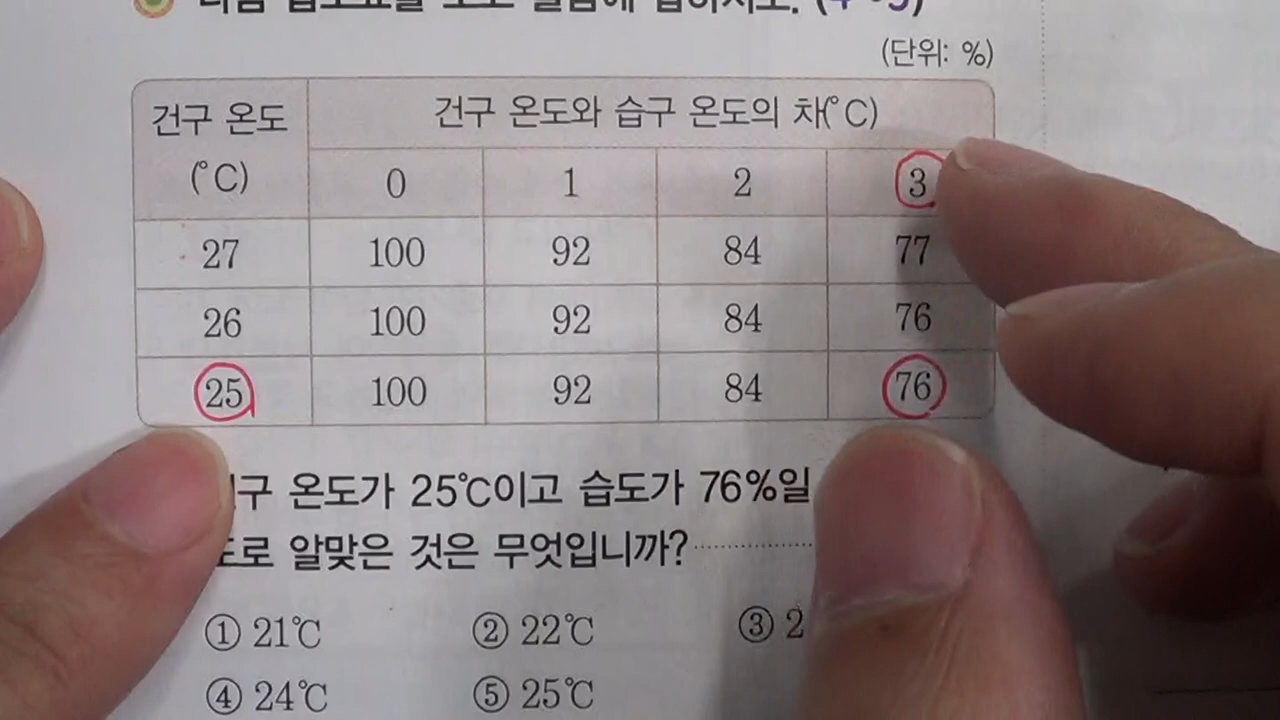 (단위: %)
건구 온도 (℃) 건구 온도와 습구 온도의 차(℃)
0 1 2 3
27 100 92 84 77
26 100 92 84 76
25 100 92 84 76
온도가 25℃이고 습도가 76%일
알맞은 것은 무엇입니까?
① 21℃ ② 22℃ ③ 2
④ 24℃ ⑤ 25℃